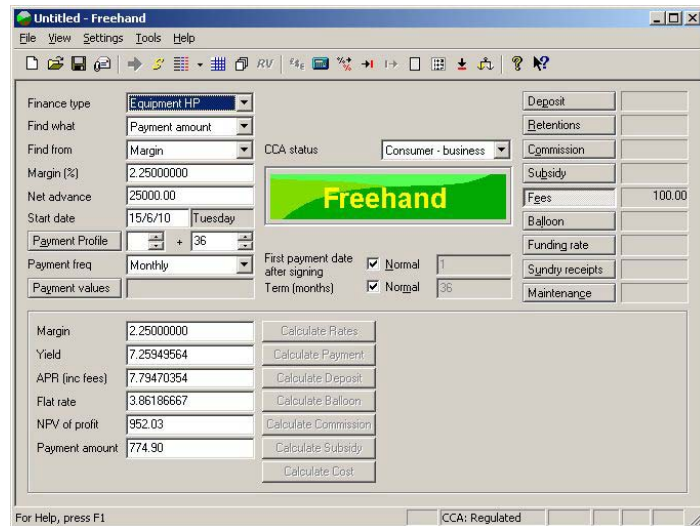 Untitled - Freehand
File View Settings Tools Help
RV
Finance type Equipment HP Deposit
Find what Payment amount Retentions
Find from Margin CCA status Consumer - business Commission
Margin (%) 2.25000000 Subsidy
Net advance 25000.00 Freehand Fees 100.00
Start date 15/6/10 Tuesday Balloon
Payment Profile + 36 Funding rate
Payment freq Monthly First payment date after signing Normal 1 Sundry receipts
Payment values Term (months) Normal 36 Maintenance
Margin 2.25000000 Calculate Rates
Yield 7.25949564 Calculate Payment
APR (inc fees) 7.79470354 Calculate Deposit
Flat rate 3.86186667 Calculate Balloon
NPV of profit 952.03 Calculate Commission
Payment amount 774.90 Calculate Subsidy
Calculate Cost
For Help, press F1 CCA: Regulated